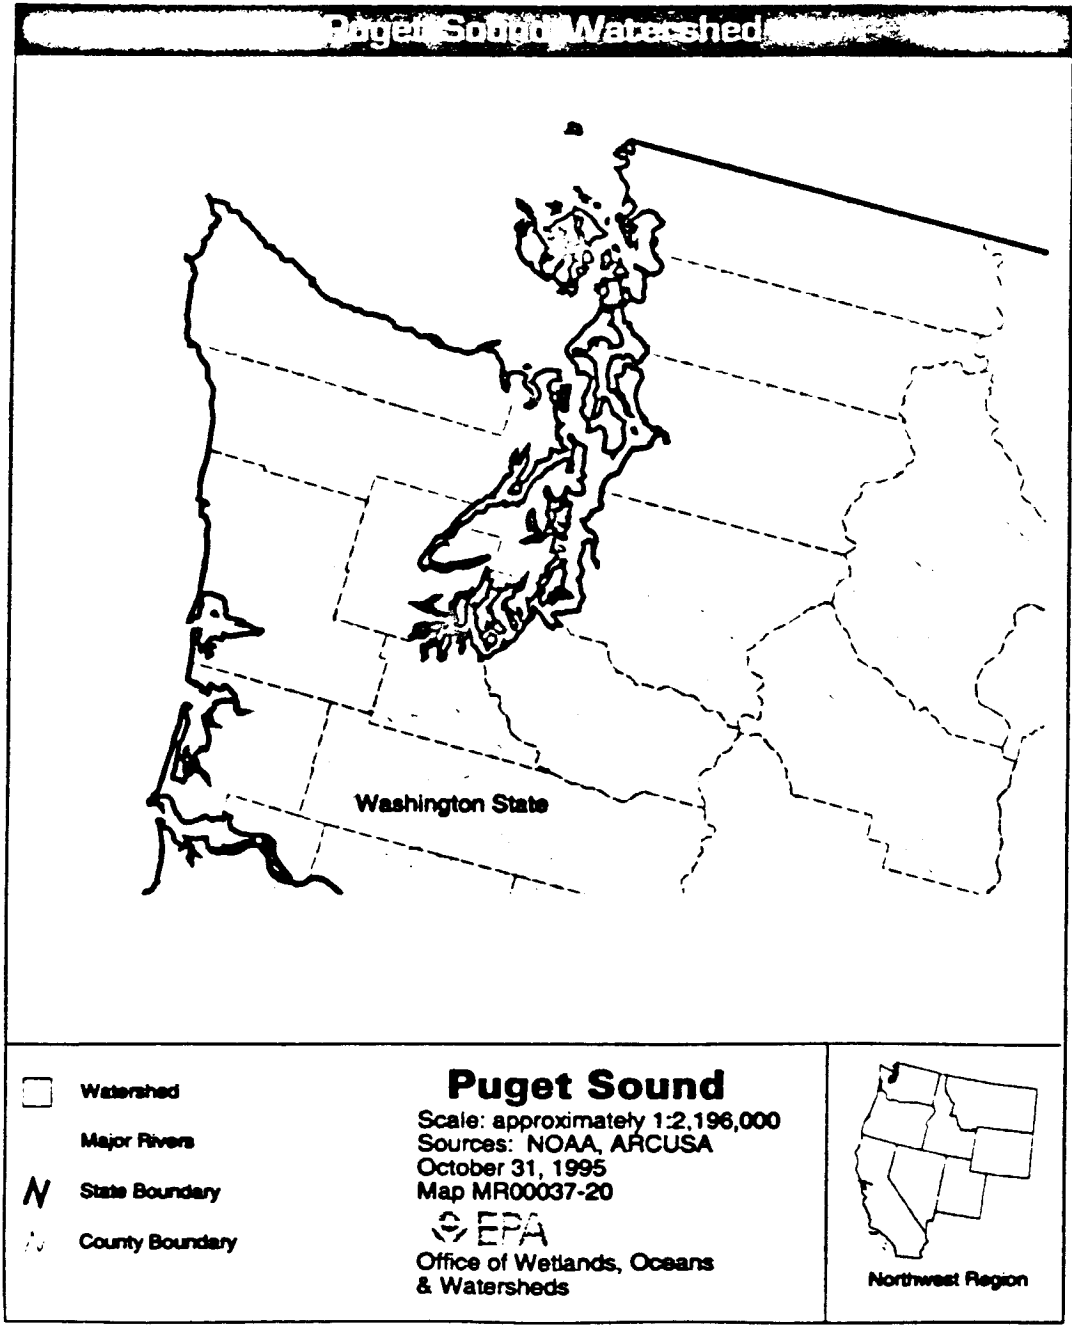 Puget Sound Watershed
Washington State
Watershed
Major Rivers
State Boundary
County Boundary
Puget Sound
Scale: approximately 1:2,196,000
Sources: NOAA, ARCUSA
October 31, 1995
Map MR00037-20
EPA
Office of Wetlands, Oceans
& Watersheds
Northwest Region